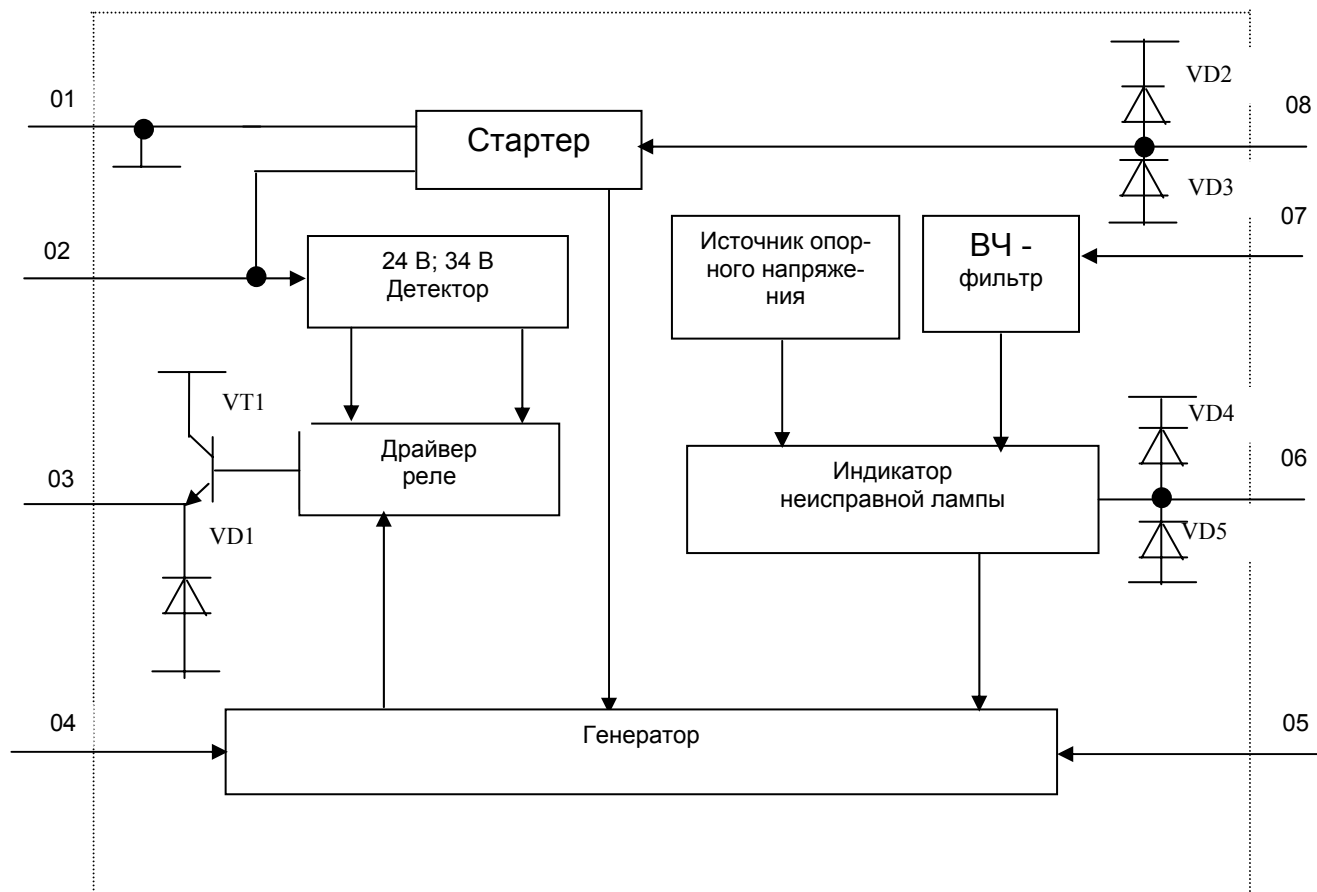 VD2
01
08
Стартер
VD3
07
02
24 В; 34 В
Детектор
Источник опор-
ного напряже-
ния
ВЧ -
фильтр
VT1
VD4
Драйвер
реле
Индикатор
неисправной лампы
06
03
VD1
VD5
04
Генератор
05